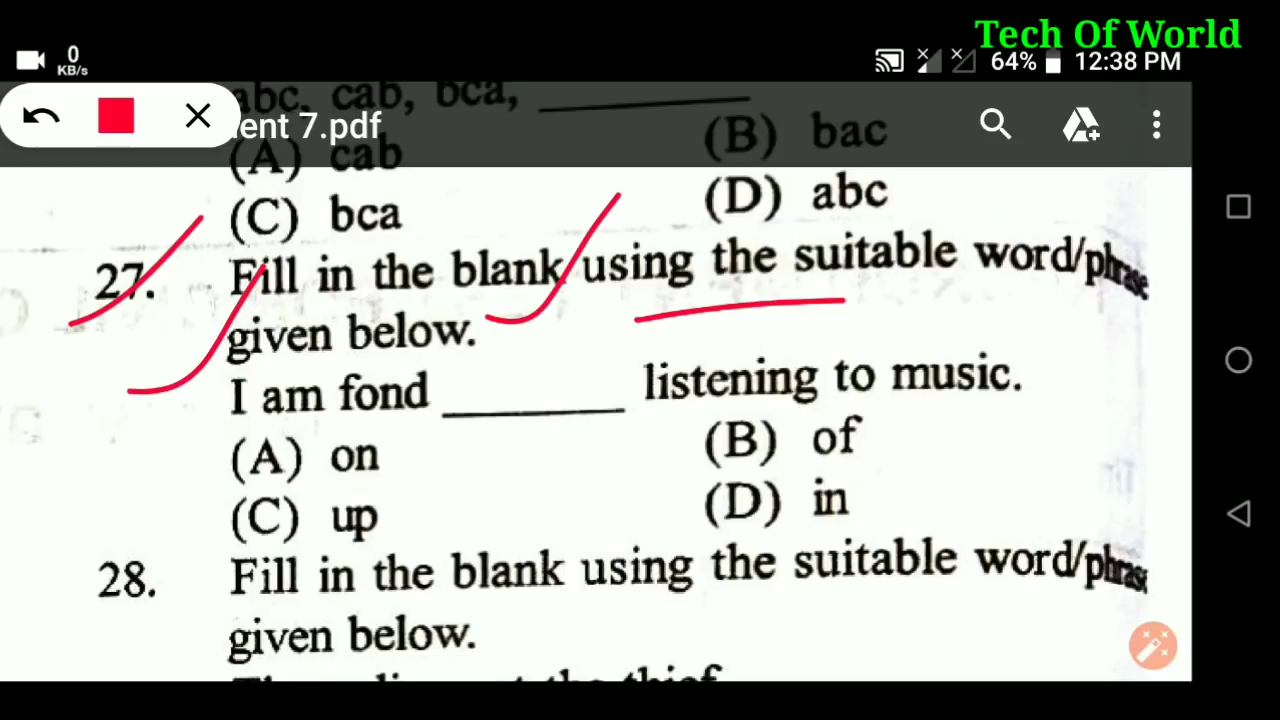 Tech Of World
0
KB/s
64% 12:38 PM
abc, cab, bca, ________
ent 7.pdf
(A) cab (B) bac
(C) bca (D) abc
27. Fill in the blank using the suitable word/phrase
given below.
I am fond ________ listening to music.
(A) on (B) of
(C) up (D) in
28. Fill in the blank using the suitable word/phrase
given below.
the thief